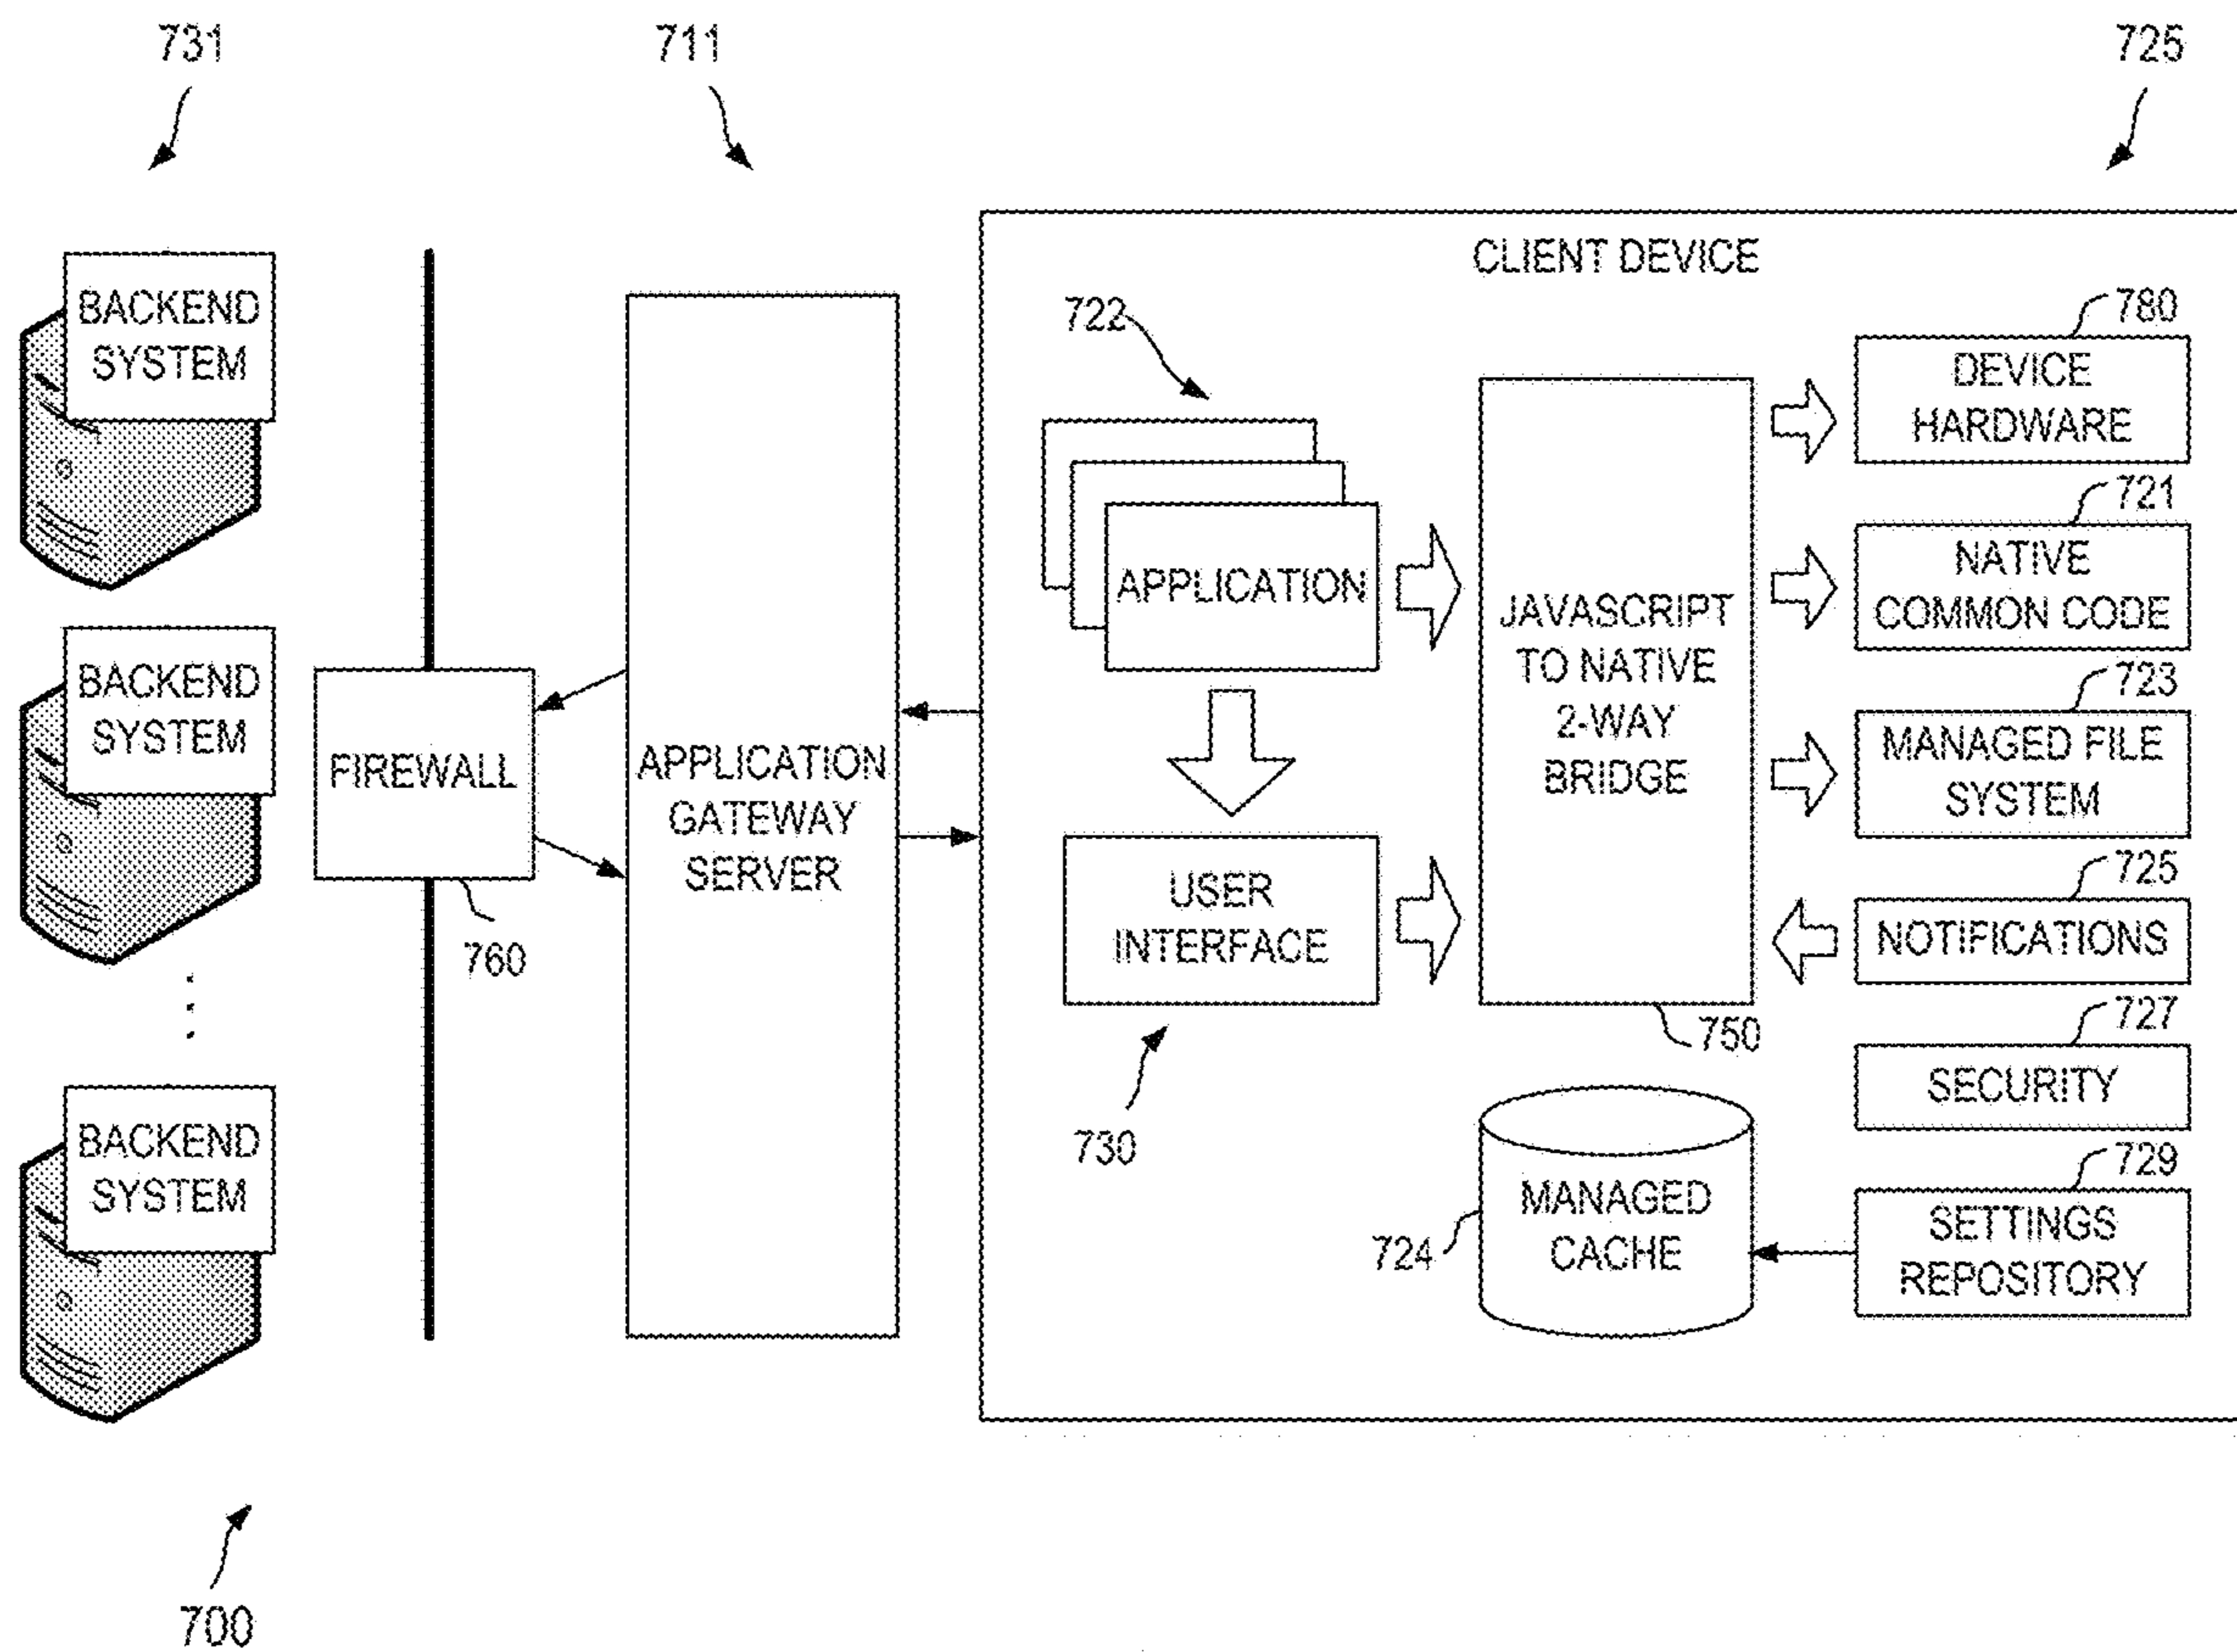 731
711
725
BACKEND
SYSTEM
BACKEND
SYSTEM
BACKEND
SYSTEM
FIREWALL
760
APPLICATION
GATEWAY
SERVER
CLIENT DEVICE
722
APPLICATION
USER
INTERFACE
730
JAVASCRIPT
TO NATIVE
2-WAY
BRIDGE
750
MANAGED
CACHE
724
780
DEVICE
HARDWARE
721
NATIVE
COMMON CODE
723
MANAGED FILE
SYSTEM
725
NOTIFICATIONS
727
SECURITY
729
SETTINGS
REPOSITORY
700